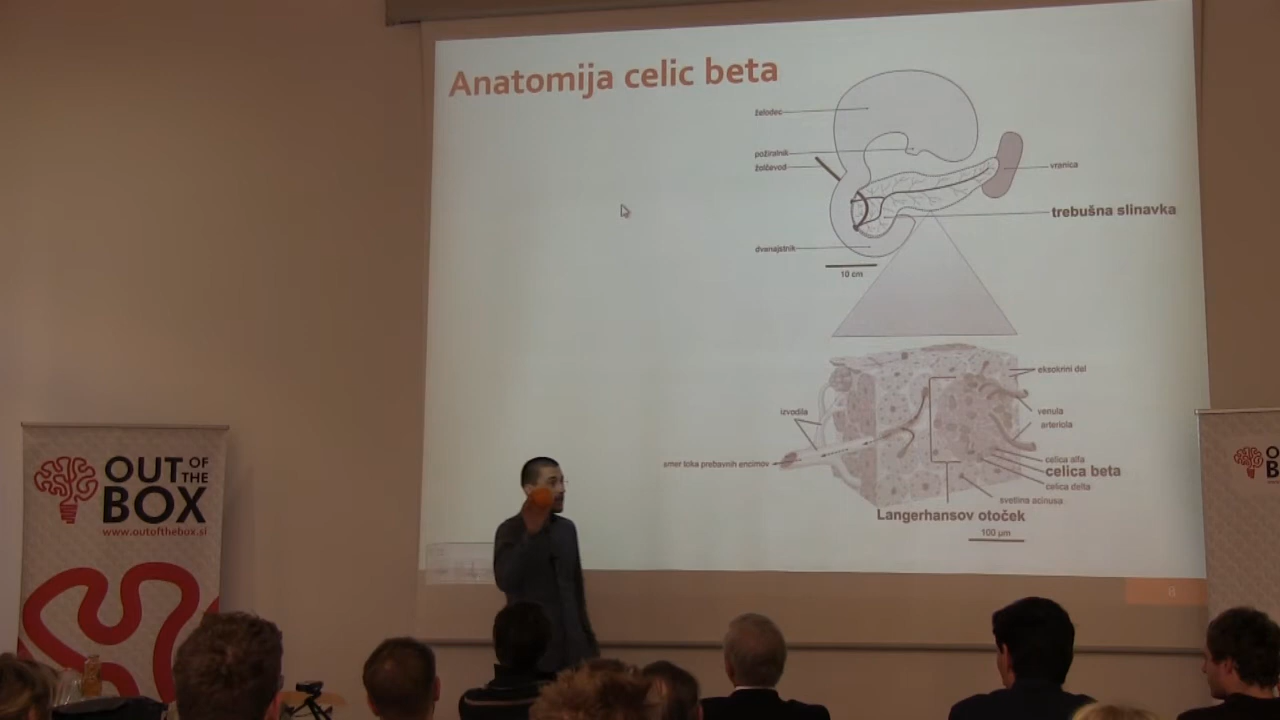 Anatomija celic beta
želodec
požiralnik
žolčevod
vranica
trebušna slinavka
dvanajstnik
10 cm
eksokrini del
izvodila
venula
arteriola
smer toka prebavnih encimov
celica alfa
celica beta
celica delta
svetlina acinusa
Langerhansov otoček
100 µm
8
OUT OF THE BOX
www.outofthebox.si